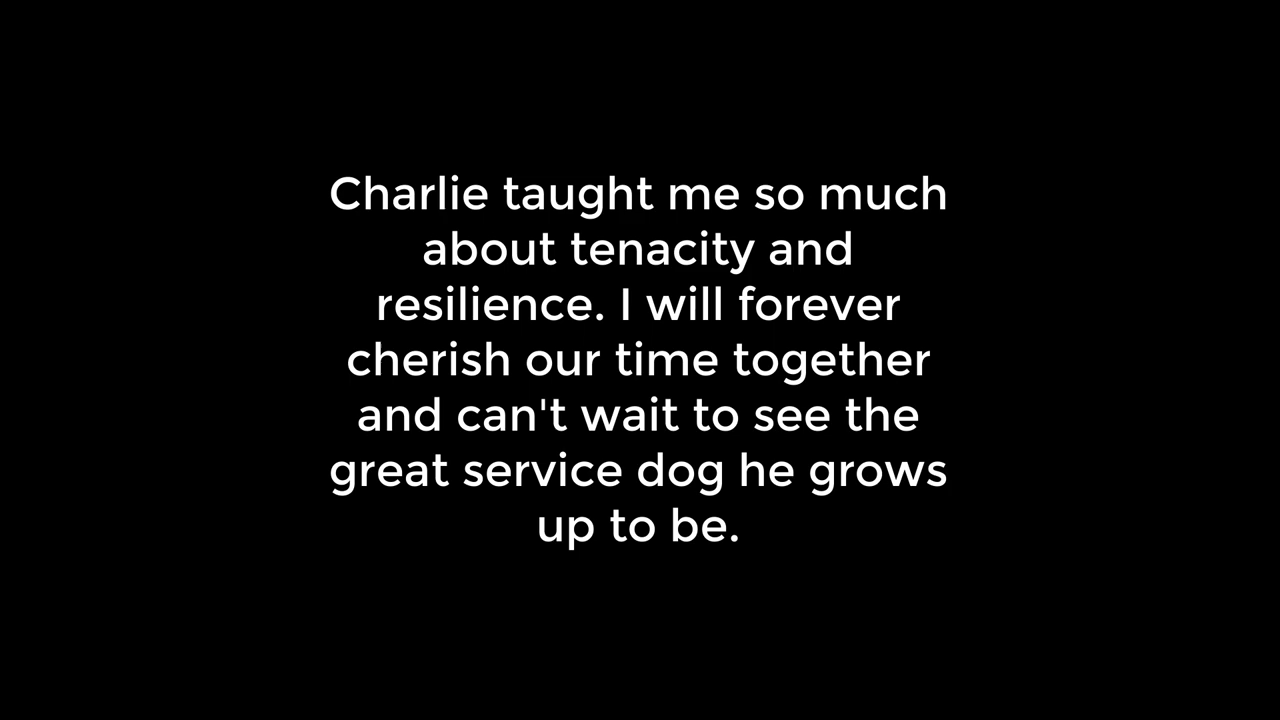 Charlie taught me so much
about tenacity and
resilience. I will forever
cherish our time together
and can't wait to see the
great service dog he grows
up to be.